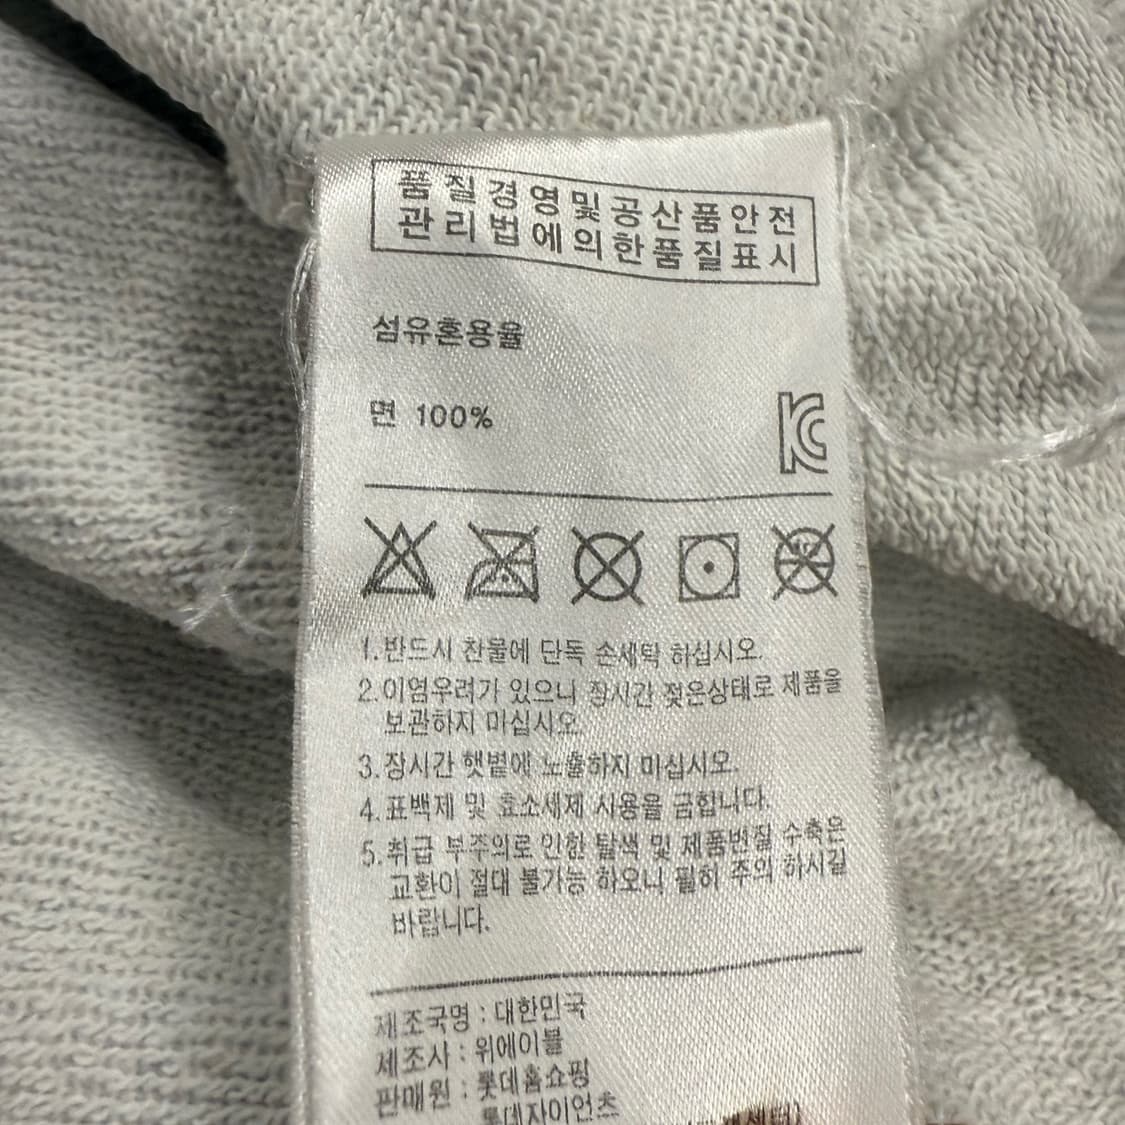 품질경영및공산품안전
관리법에의한품질표시
섬유혼용율
면 100%
1.반드시 찬물에 단독 손세탁 하십시오.
2.이염우려가 있으니 장시간 젖은상태로 제품을
보관하지 마십시오.
3.장시간 햇볕에 노출하지 마십시오.
4.표백제 및 효소세제 사용을 금합니다.
5.취급 부주의로 인한 탈색 및 제품변질 수축은
교환이 절대 불가능 하오니 필히 주의 하시길
바랍니다.
제조국명 : 대한민국
제조사 : 위에이블
판매원 : 롯데홈쇼핑
롯데자이언츠